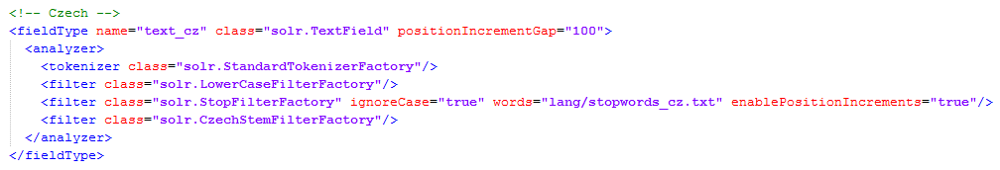 <!-- Czech -->
<fieldType name="text_cz" class="solr.TextField" positionIncrementGap="100">
<analyzer>
<tokenizer class="solr.StandardTokenizerFactory"/>
<filter class="solr.LowerCaseFilterFactory"/>
<filter class="solr.StopFilterFactory" ignoreCase="true" words="lang/stopwords_cz.txt" enablePositionIncrements="true"/>
<filter class="solr.CzechStemFilterFactory"/>
</analyzer>
</fieldType>